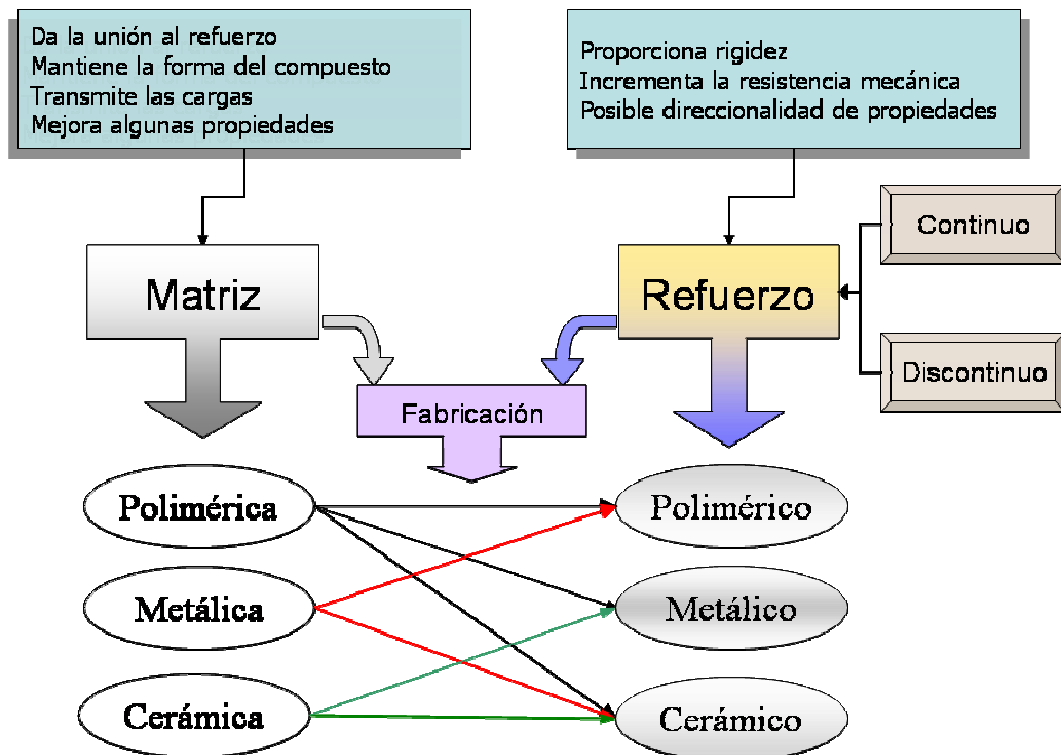 Da la unión al refuerzo
Mantiene la forma del compuesto
Transmite las cargas
Mejora algunas propiedades
Proporciona rigidez
Incrementa la resistencia mecánica
Posible direccionalidad de propiedades
Continuo
Matriz
Refuerzo
Discontinuo
Fabricación
Polimérica
Polimérico
Metálica
Metálico
Cerámica
Cerámico